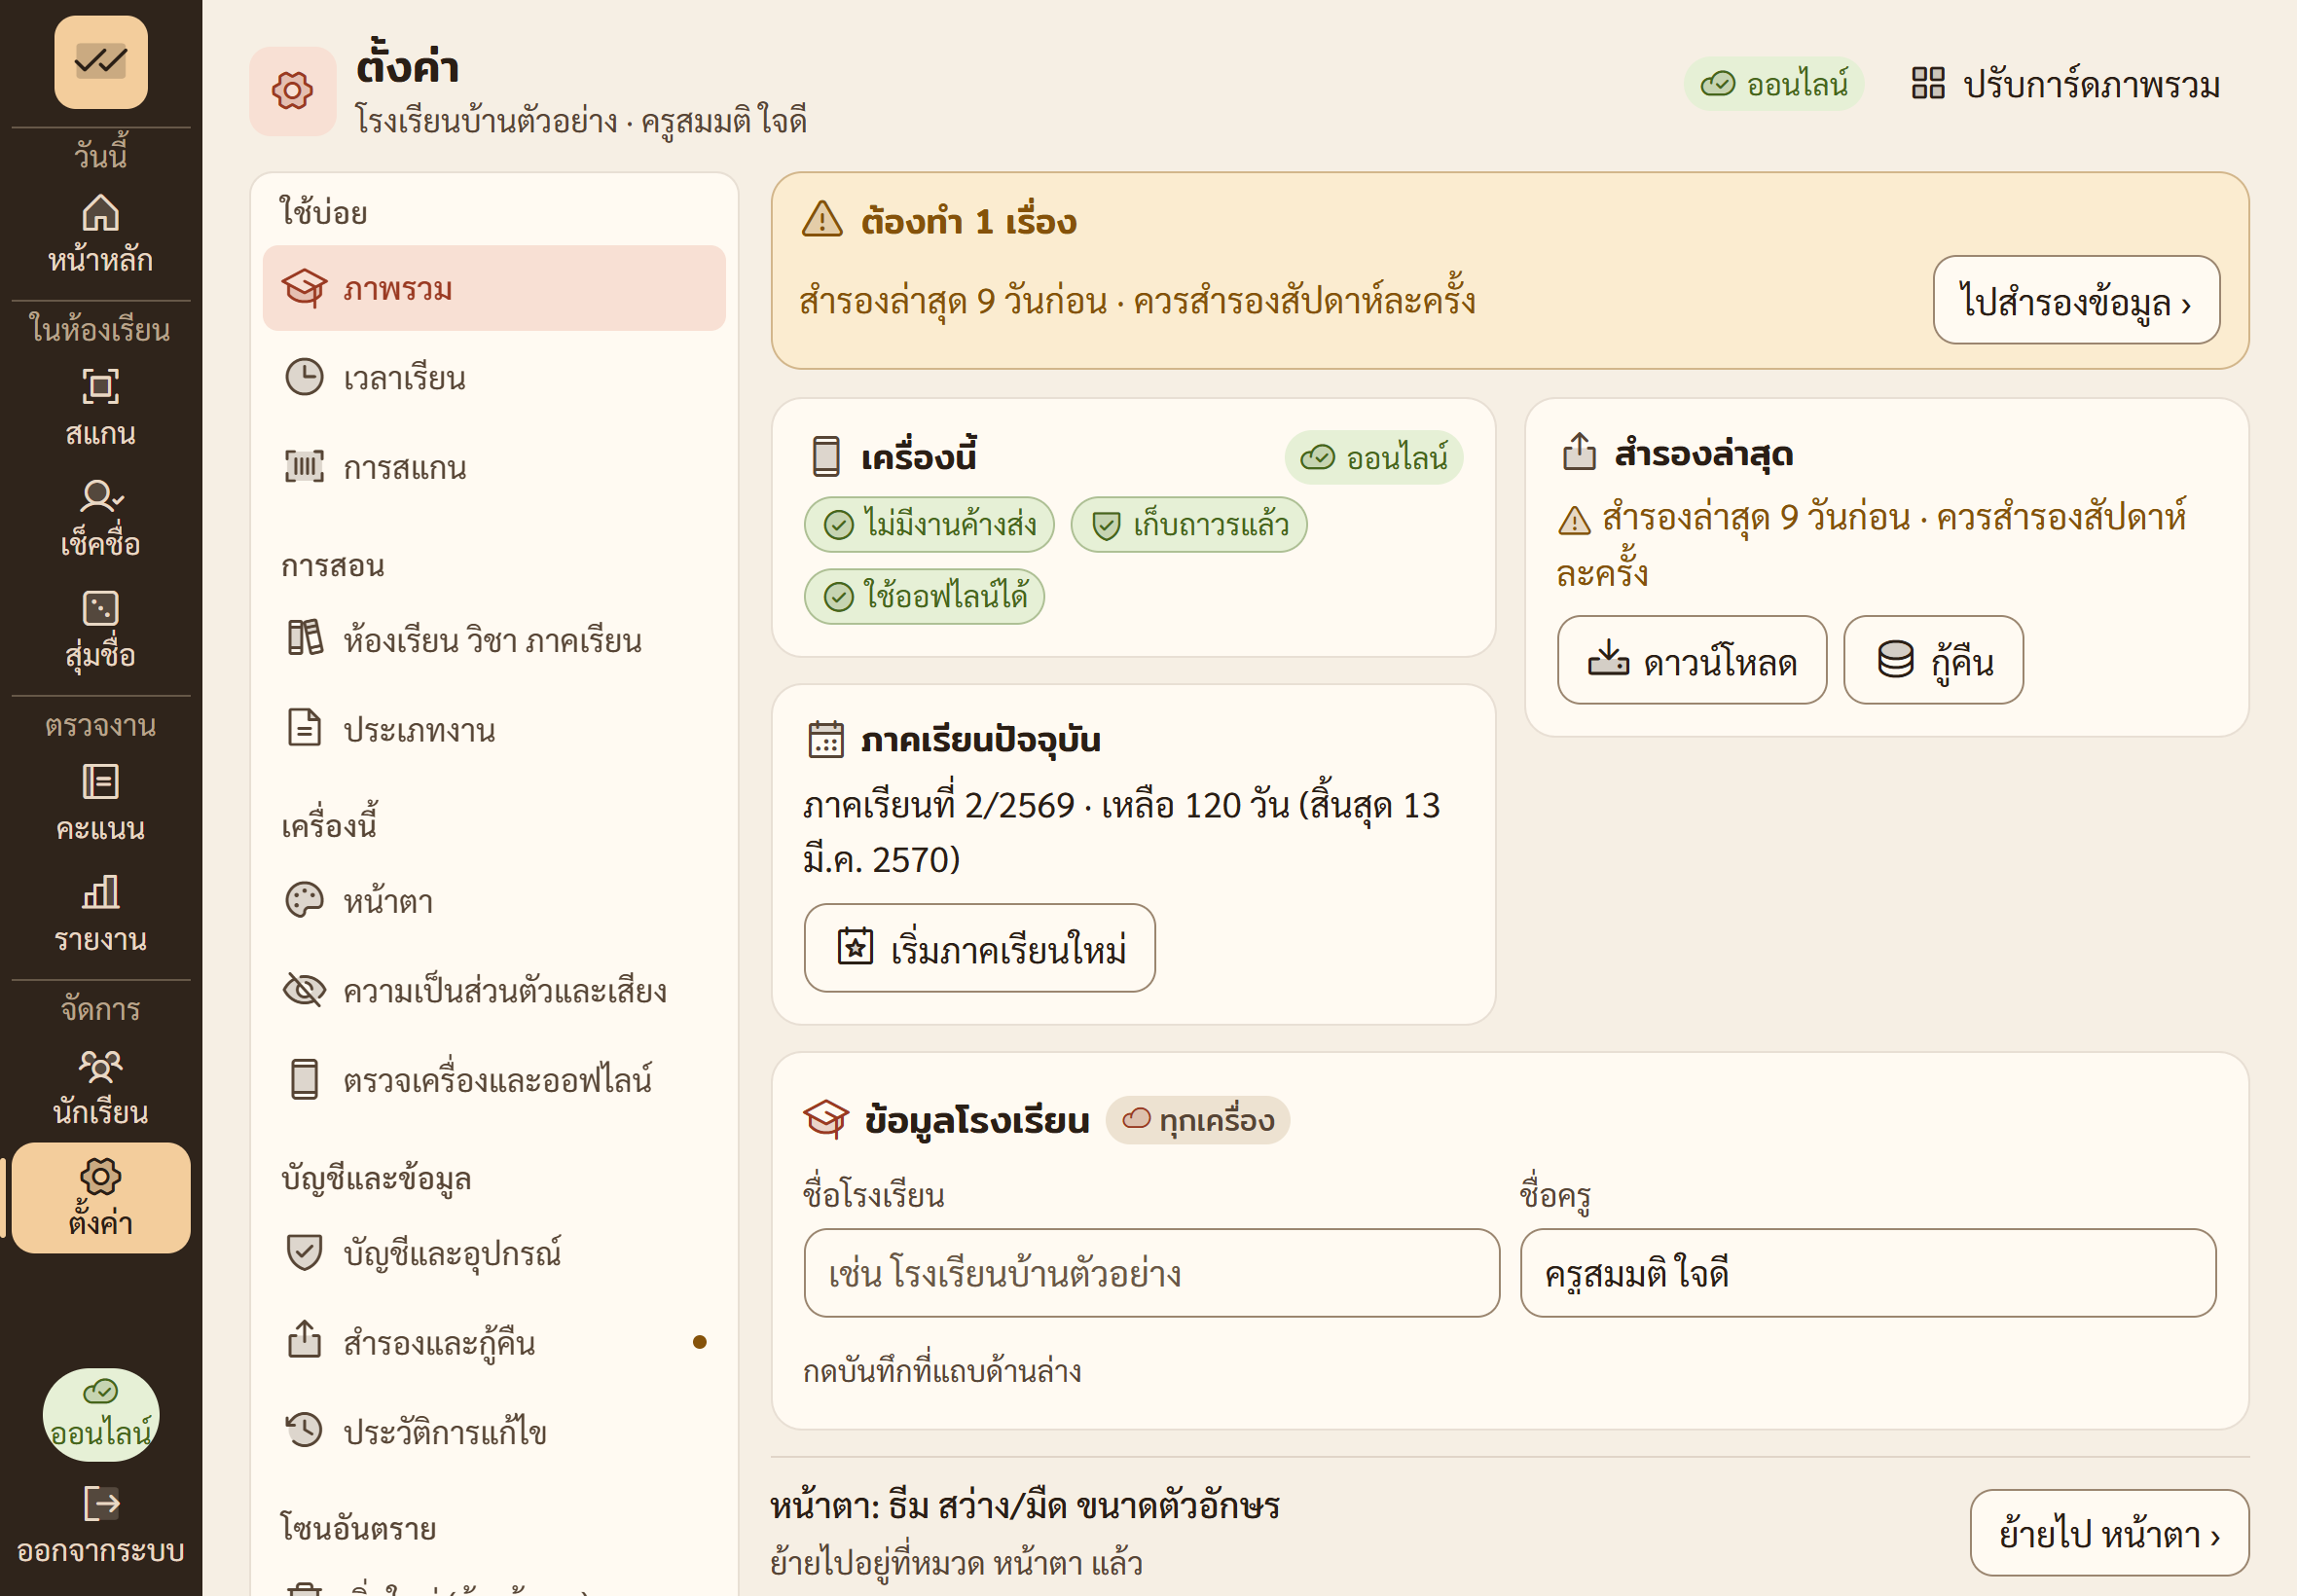 วันนี้
หน้าหลัก
ในห้องเรียน
สแกน
เช็คชื่อ
สุ่มชื่อ
ตรวจงาน
คะแนน
รายงาน
จัดการ
นักเรียน
ตั้งค่า
ออนไลน์
ออกจากระบบ
ตั้งค่า
โรงเรียนบ้านตัวอย่าง · ครูสมมติ ใจดี
ออนไลน์
ปรับการ์ดภาพรวม
ใช้บ่อย
ภาพรวม
เวลาเรียน
การสแกน
การสอน
ห้องเรียน วิชา ภาคเรียน
ประเภทงาน
เครื่องนี้
หน้าตา
ความเป็นส่วนตัวและเสียง
ตรวจเครื่องและออฟไลน์
บัญชีและข้อมูล
บัญชีและอุปกรณ์
สำรองและกู้คืน
ประวัติการแก้ไข
โซนอันตราย
ต้องทำ 1 เรื่อง
สำรองล่าสุด 9 วันก่อน · ควรสำรองสัปดาห์ละครั้ง
ไปสำรองข้อมูล ›
เครื่องนี้
ออนไลน์
ไม่มีงานค้างส่ง
เก็บถาวรแล้ว
ใช้ออฟไลน์ได้
สำรองล่าสุด
สำรองล่าสุด 9 วันก่อน · ควรสำรองสัปดาห์
ละครั้ง
ดาวน์โหลด
กู้คืน
ภาคเรียนปัจจุบัน
ภาคเรียนที่ 2/2569 · เหลือ 120 วัน (สิ้นสุด 13
มี.ค. 2570)
เริ่มภาคเรียนใหม่
ข้อมูลโรงเรียน
ทุกเครื่อง
ชื่อโรงเรียน
ชื่อครู
เช่น โรงเรียนบ้านตัวอย่าง
ครูสมมติ ใจดี
กดบันทึกที่แถบด้านล่าง
หน้าตา: ธีม สว่าง/มืด ขนาดตัวอักษร
ย้ายไปอยู่ที่หมวด หน้าตา แล้ว
ย้ายไป หน้าตา ›